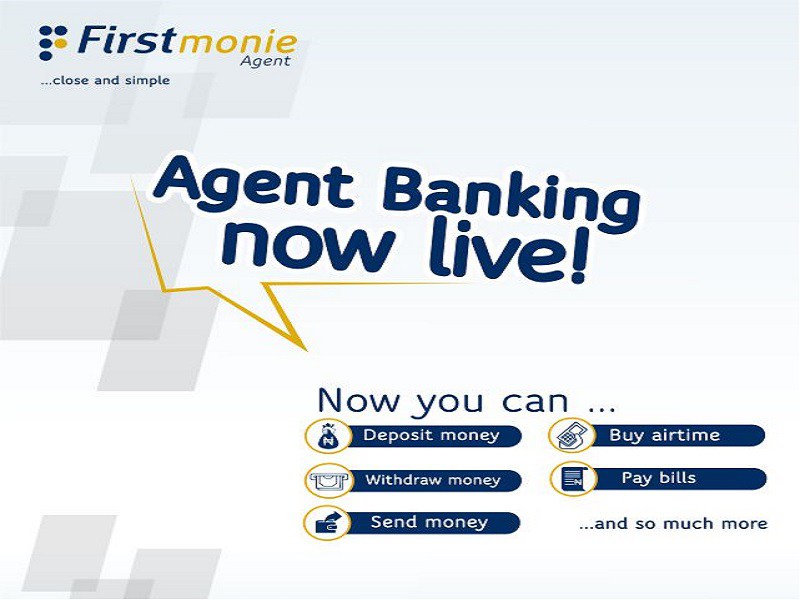 Firstmonie
Agent
...close and simple
Agent Banking
now live!
Now you can ...
Deposit money
Buy airtime
Withdraw money
Pay bills
Send money
...and so much more